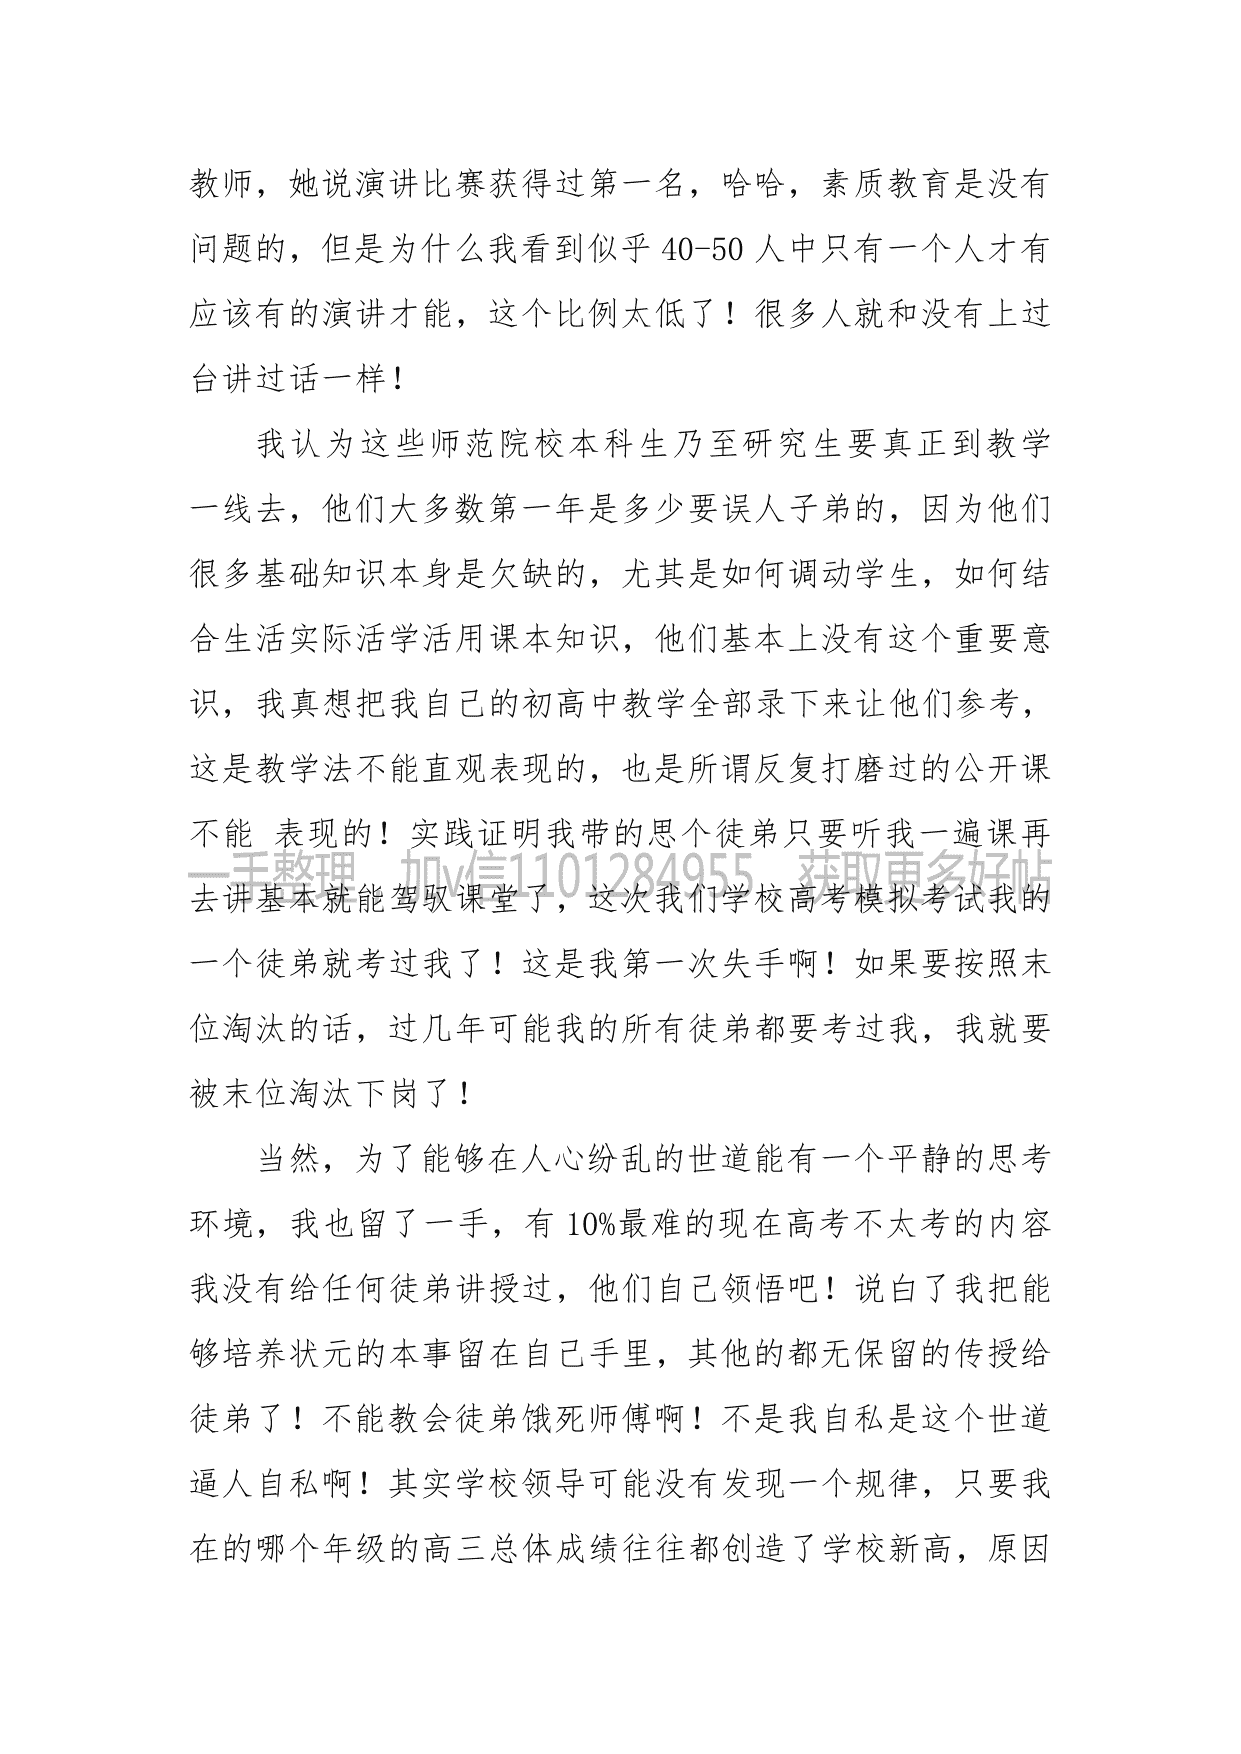 教师，她说演讲比赛获得过第一名，哈哈，素质教育是没有
问题的，但是为什么我看到似乎 40-50 人中只有一个人才有
应该有的演讲才能，这个比例太低了！很多人就和没有上过
台讲过话一样！
我认为这些师范院校本科生乃至研究生要真正到教学
一线去，他们大多数第一年是多少要误人子弟的，因为他们
很多基础知识本身是欠缺的，尤其是如何调动学生，如何结
合生活实际活学活用课本知识，他们基本上没有这个重要意
识，我真想把我自己的初高中教学全部录下来让他们参考，
这是教学法不能直观表现的，也是所谓反复打磨过的公开课
不能 表现的！实践证明我带的思个徒弟只要听我一遍课再
一手整理，加v信1101284955，获取更多好帖
去讲基本就能驾驭课堂了，这次我们学校高考模拟考试我的
一个徒弟就考过我了！这是我第一次失手啊！如果要按照末
位淘汰的话，过几年可能我的所有徒弟都要考过我，我就要
被末位淘汰下岗了！
当然，为了能够在人心纷乱的世道能有一个平静的思考
环境，我也留了一手，有 10%最难的现在高考不太考的内容
我没有给任何徒弟讲授过，他们自己领悟吧！说白了我把能
够培养状元的本事留在自己手里，其他的都无保留的传授给
徒弟了！不能教会徒弟饿死师傅啊！不是我自私是这个世道
逼人自私啊！其实学校领导可能没有发现一个规律，只要我
在的哪个年级的高三总体成绩往往都创造了学校新高，原因